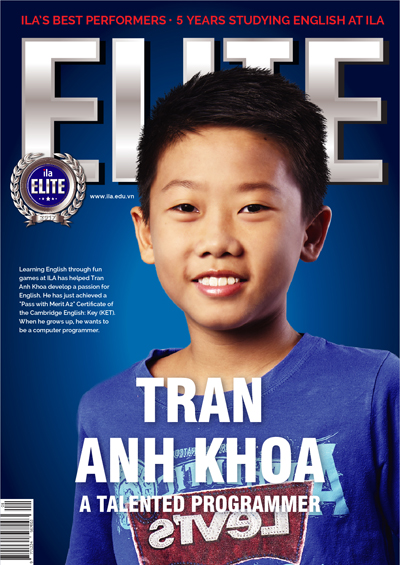 ILA'S BEST PERFORMERS • 5 YEARS STUDYING ENGLISH AT ILA
ELITE
ila
ELITE
2017
www.ila.edu.vn
Learning English through fun
games at ILA has helped Tran
Anh Khoa develop a passion for
English. He has just achieved a
"Pass with Merit A2" Certificate of
the Cambridge English: Key (KET).
When he grows up, he wants to
be a computer programmer.
TRAN
ANH KHOA
A TALENTED PROGRAMMER
Levi's